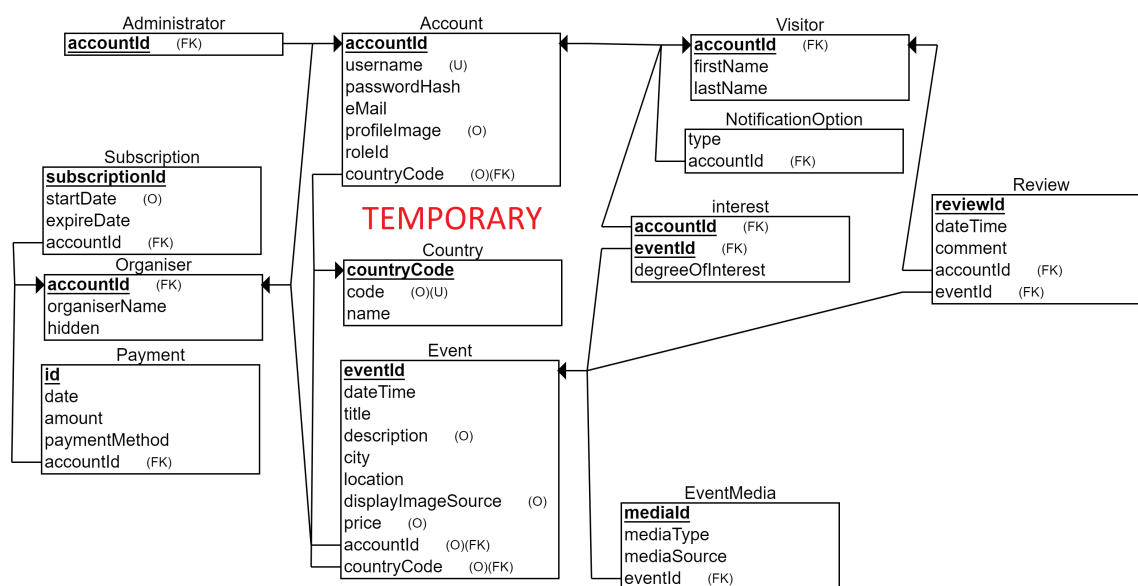 Administrator
accountId (FK)
Account
accountId
username (U)
passwordHash
eMail
profileImage (O)
roleId
countryCode (O)(FK)
Visitor
accountId (FK)
firstName
lastName
NotificationOption
type
accountId (FK)
Subscription
subscriptionId
startDate (O)
expireDate
accountId (FK)
TEMPORARY
interest
accountId (FK)
eventId (FK)
degreeOfInterest
Review
reviewId
dateTime
comment
accountId (FK)
eventId (FK)
Organiser
accountId (FK)
organiserName
hidden
Country
countryCode
code (O)(U)
name
Payment
id
date
amount
paymentMethod
accountId (FK)
Event
eventId
dateTime
title
description (O)
city
location
displayImageSource (O)
price (O)
accountId (O)(FK)
countryCode (O)(FK)
EventMedia
mediaId
mediaType
mediaSource
eventId (FK)